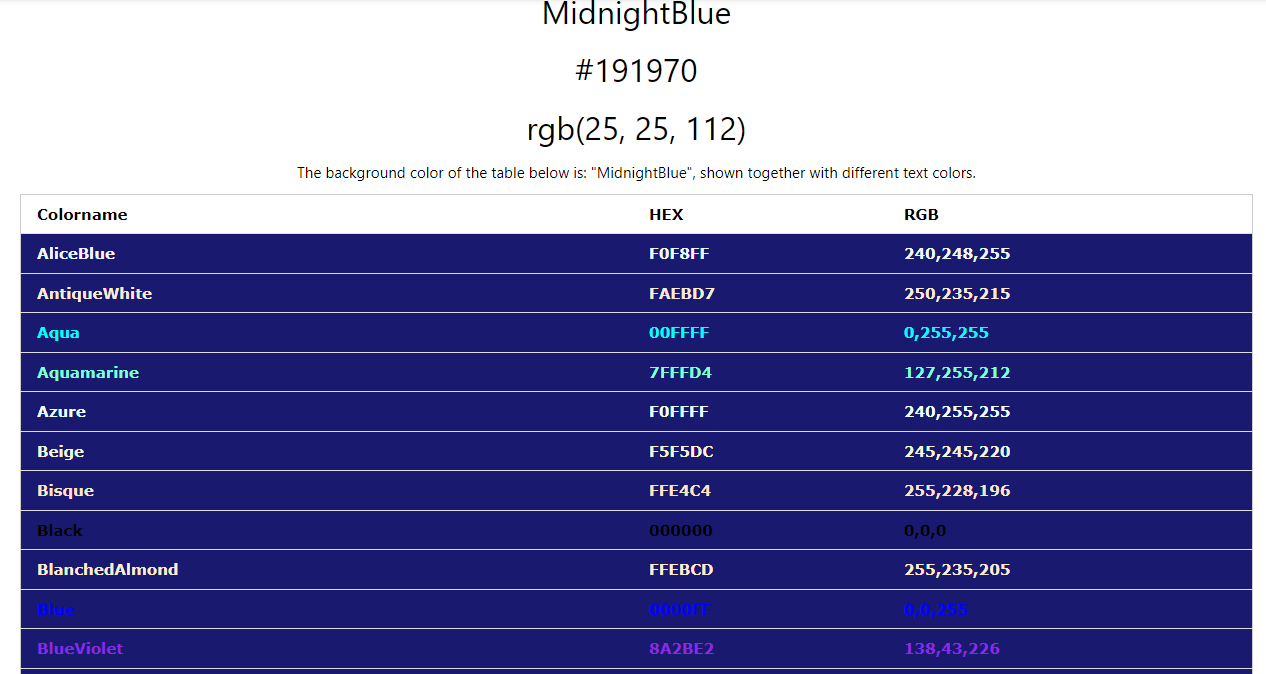 MidnightBlue
#191970
rgb(25, 25, 112)
The background color of the table below is: "MidnightBlue", shown together with different text colors.
Colorname HEX RGB
AliceBlue F0F8FF 240,248,255
AntiqueWhite FAEBD7 250,235,215
Aqua 00FFFF 0,255,255
Aquamarine 7FFFD4 127,255,212
Azure F0FFFF 240,255,255
Beige F5F5DC 245,245,220
Bisque FFE4C4 255,228,196
Black 000000 0,0,0
BlanchedAlmond FFEBCD 255,235,205
Blue 0000FF 0,0,255
BlueViolet 8A2BE2 138,43,226